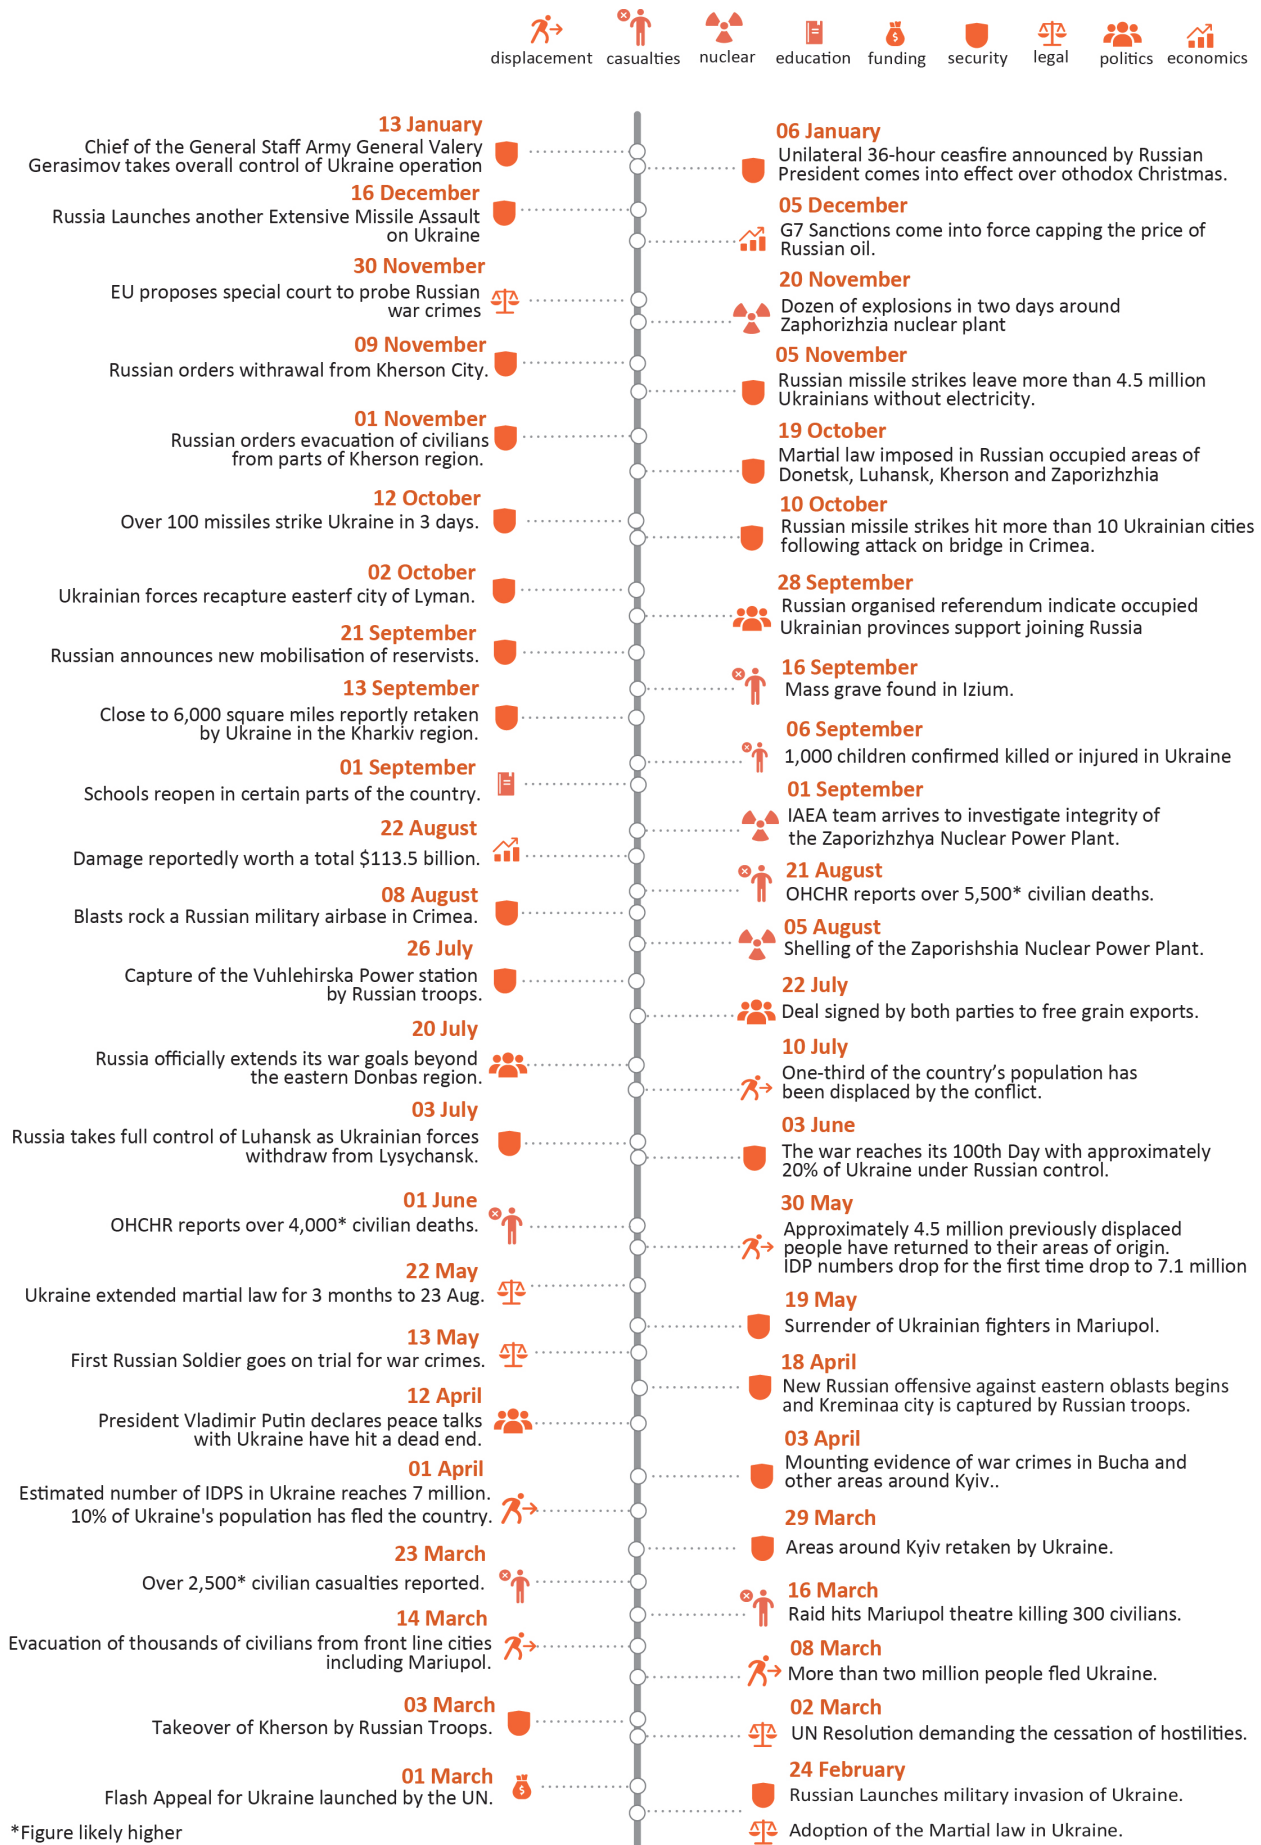 displacement casualties nuclear education funding security legal politics economics
13 January
Chief of the General Staff Army General Valery
Gerasimov takes overall control of Ukraine operation
06 January
Unilateral 36-hour ceasfire announced by Russian
President comes into effect over othodox Christmas.
16 December
Russia Launches another Extensive Missile Assault
on Ukraine
05 December
G7 Sanctions come into force capping the price of
Russian oil.
30 November
EU proposes special court to probe Russian
war crimes
20 November
Dozen of explosions in two days around
Zaphorizhzia nuclear plant
09 November
Russian orders withrawal from Kherson City.
05 November
Russian missile strikes leave more than 4.5 million
Ukrainians without electricity.
01 November
Russian orders evacuation of civilians
from parts of Kherson region.
19 October
Martial law imposed in Russian occupied areas of
Donetsk, Luhansk, Kherson and Zaporizhzhia
12 October
Over 100 missiles strike Ukraine in 3 days.
10 October
Russian missile strikes hit more than 10 Ukrainian cities
following attack on bridge in Crimea.
02 October
Ukrainian forces recapture easterf city of Lyman.
28 September
Russian organised referendum indicate occupied
Ukrainian provinces support joining Russia
21 September
Russian announces new mobilisation of reservists.
16 September
Mass grave found in Izium.
13 September
Close to 6,000 square miles reportly retaken
by Ukraine in the Kharkiv region.
06 September
1,000 children confirmed killed or injured in Ukraine
01 September
Schools reopen in certain parts of the country.
01 September
IAEA team arrives to investigate integrity of
the Zaporizhzhya Nuclear Power Plant.
22 August
Damage reportedly worth a total $113.5 billion.
21 August
OHCHR reports over 5,500* civilian deaths.
08 August
Blasts rock a Russian military airbase in Crimea.
05 August
Shelling of the Zaporishshia Nuclear Power Plant.
26 July
Capture of the Vuhlehirska Power station
by Russian troops.
22 July
Deal signed by both parties to free grain exports.
20 July
Russia officially extends its war goals beyond
the eastern Donbas region.
10 July
One-third of the country's population has
been displaced by the conflict.
03 July
Russia takes full control of Luhansk as Ukrainian forces
withdraw from Lysychansk.
03 June
The war reaches its 100th Day with approximately
20% of Ukraine under Russian control.
01 June
OHCHR reports over 4,000* civilian deaths.
30 May
Approximately 4.5 million previously displaced
people have returned to their areas of origin.
IDP numbers drop for the first time drop to 7.1 million
22 May
Ukraine extended martial law for 3 months to 23 Aug.
19 May
Surrender of Ukrainian fighters in Mariupol.
13 May
First Russian Soldier goes on trial for war crimes.
18 April
New Russian offensive against eastern oblasts begins
and Kreminaa city is captured by Russian troops.
12 April
President Vladimir Putin declares peace talks
with Ukraine have hit a dead end.
03 April
Mounting evidence of war crimes in Bucha and
other areas around Kyiv..
01 April
Estimated number of IDPS in Ukraine reaches 7 million.
10% of Ukraine's population has fled the country.
29 March
Areas around Kyiv retaken by Ukraine.
23 March
Over 2,500* civilian casualties reported.
16 March
Raid hits Mariupol theatre killing 300 civilians.
14 March
Evacuation of thousands of civilians from front line cities
including Mariupol.
08 March
More than two million people fled Ukraine.
03 March
Takeover of Kherson by Russian Troops.
02 March
UN Resolution demanding the cessation of hostilities.
01 March
Flash Appeal for Ukraine launched by the UN.
24 February
Russian Launches military invasion of Ukraine.
Adoption of the Martial law in Ukraine.
*Figure likely higher